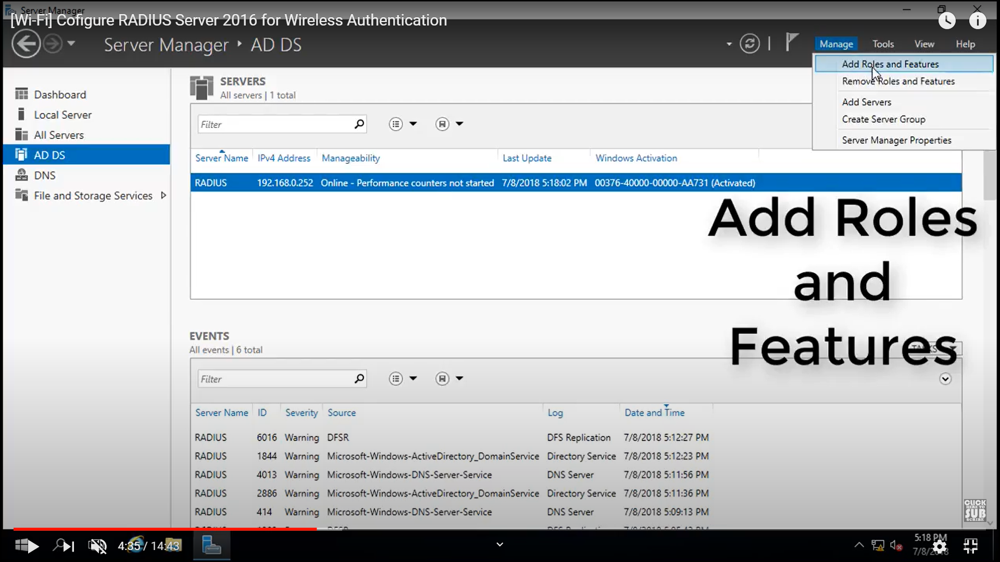 Server Manager
[Wi-Fi] Cofigure RADIUS Server 2016 for Wireless Authentication
Server Manager ‣ AD DS
Manage Tools View Help
Add Roles and Features
Remove Roles and Features
Add Servers
Create Server Group
Server Manager Properties
Dashboard
Local Server
All Servers
AD DS
DNS
File and Storage Services
SERVERS
All servers | 1 total
Filter
Server Name IPv4 Address Manageability Last Update Windows Activation
RADIUS 192.168.0.252 Online - Performance counters not started 7/8/2018 5:18:02 PM 00376-40000-00000-AA731 (Activated)
Add Roles
and
Features
EVENTS
All events | 6 total
TASKS
Filter
Server Name ID Severity Source Log Date and Time
RADIUS 6016 Warning DFSR DFS Replication 7/8/2018 5:12:27 PM
RADIUS 1844 Warning Microsoft-Windows-ActiveDirectory_DomainService Directory Service 7/8/2018 5:12:23 PM
RADIUS 4013 Warning Microsoft-Windows-DNS-Server-Service DNS Server 7/8/2018 5:11:56 PM
RADIUS 2886 Warning Microsoft-Windows-ActiveDirectory_DomainService Directory Service 7/8/2018 5:11:36 PM
RADIUS 414 Warning Microsoft-Windows-DNS-Server-Service DNS Server 7/8/2018 5:09:13 PM
CLICK
HERE TO
SUB
SCRIBE
4:35 / 14:43
5:18 PM
7/8/2018